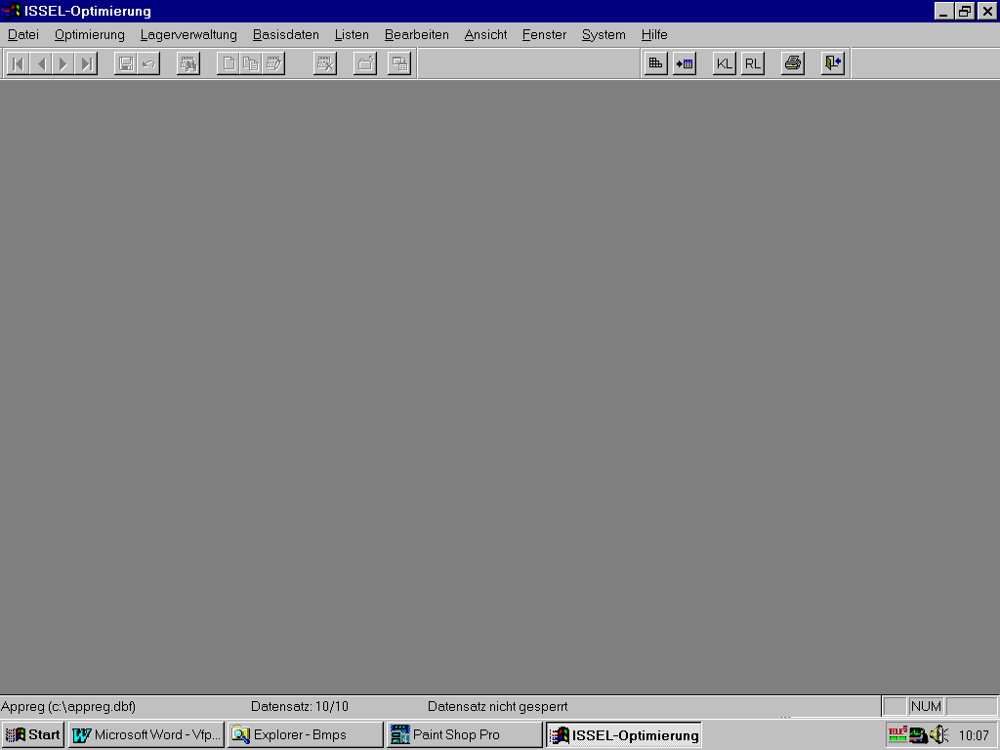 ISSEL-Optimierung
Datei Optimierung Lagerverwaltung Basisdaten Listen Bearbeiten Ansicht Fenster System Hilfe
KL RL
Appreg (c:\appreg.dbf) Datensatz: 10/10 Datensatz nicht gesperrt NUM
Start Microsoft Word - Vfp... Explorer - Bmps Paint Shop Pro ISSEL-Optimierung TELE 10:07